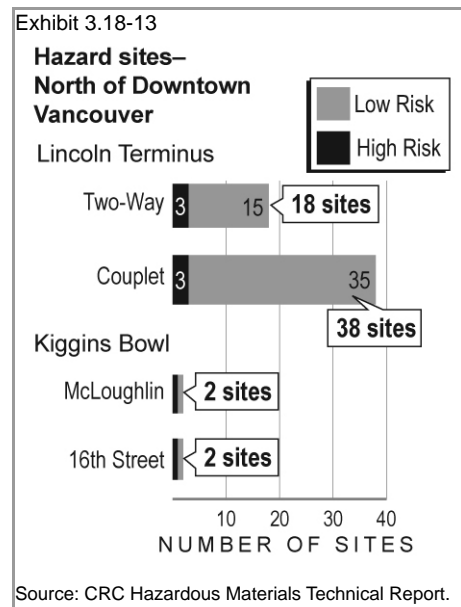 Exhibit 3.18-13
Hazard sites–
North of Downtown
Vancouver
Low Risk
High Risk
Lincoln Terminus
Two-Way 3 15 18 sites
Couplet 3 35
38 sites
Kiggins Bowl
McLoughlin 2 sites
16th Street 2 sites
10 20 30 40
NUMBER OF SITES
Source: CRC Hazardous Materials Technical Report.